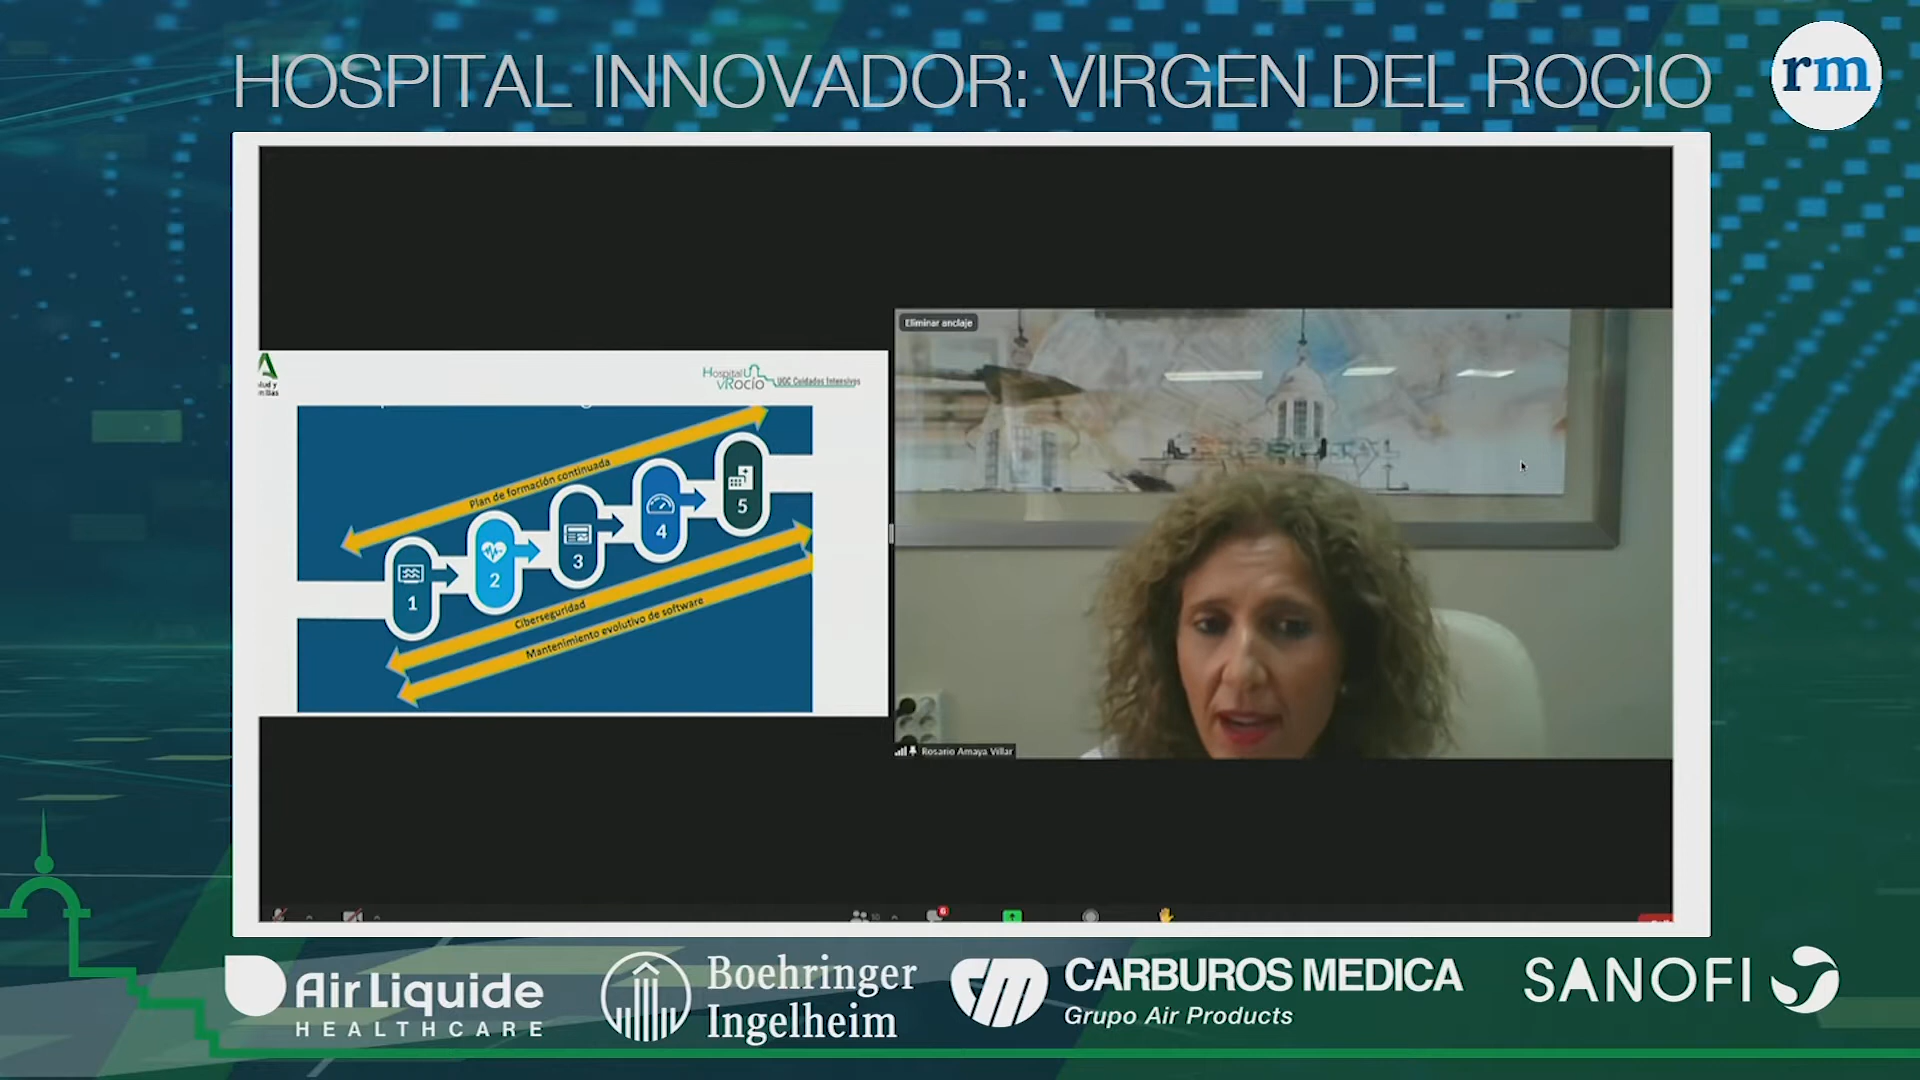 HOSPITAL INNOVADOR: VIRGEN DEL ROCIO
rm
Eliminar anclaje
Hospital U
vRocío
UGC Cuidados Intensivos
Plan de formación continuada
1
2
3
4
5
Ciberseguridad
Mantenimiento evolutivo de software
Rosario Amaya Villar
10
6
Air Liquide
HEALTHCARE
Boehringer
Ingelheim
CARBUROS MEDICA
Grupo Air Products
SANOFI